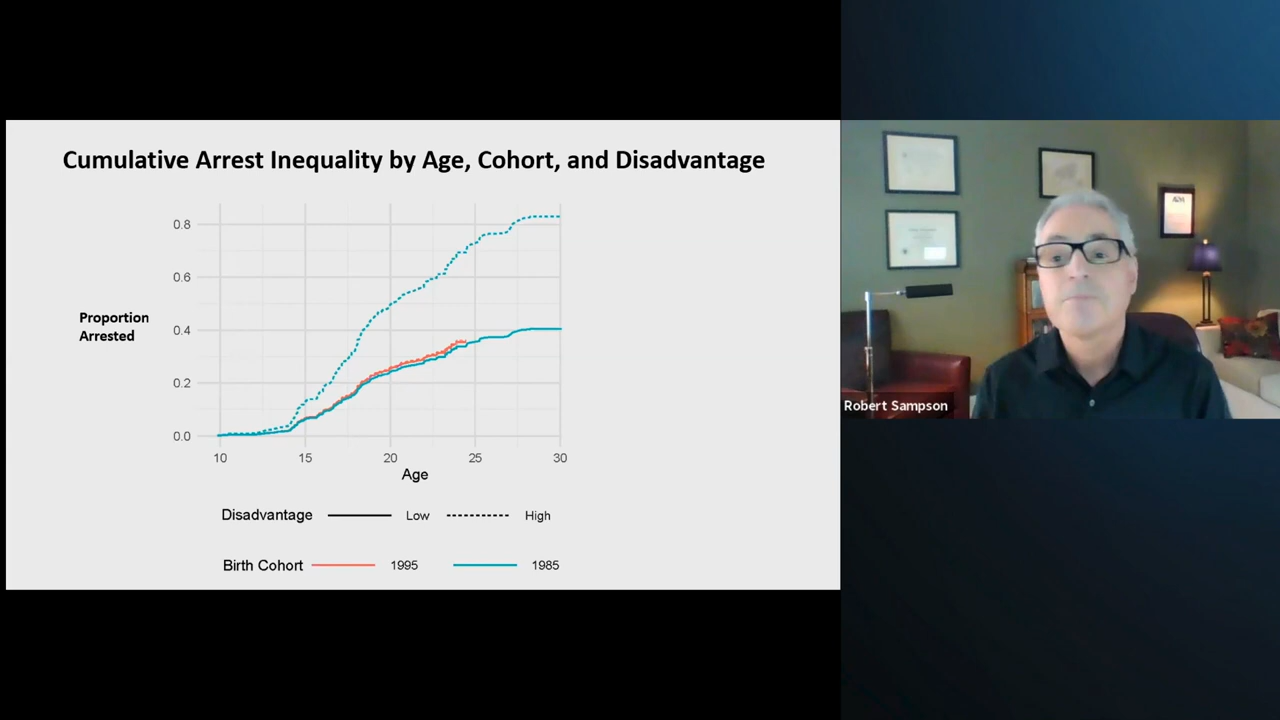 Cumulative Arrest Inequality by Age, Cohort, and Disadvantage
0.8
0.6
Proportion
Arrested
0.4
0.2
0.0
10 15 20 25 30
Age
Disadvantage Low High
Birth Cohort 1995 1985
Robert Sampson